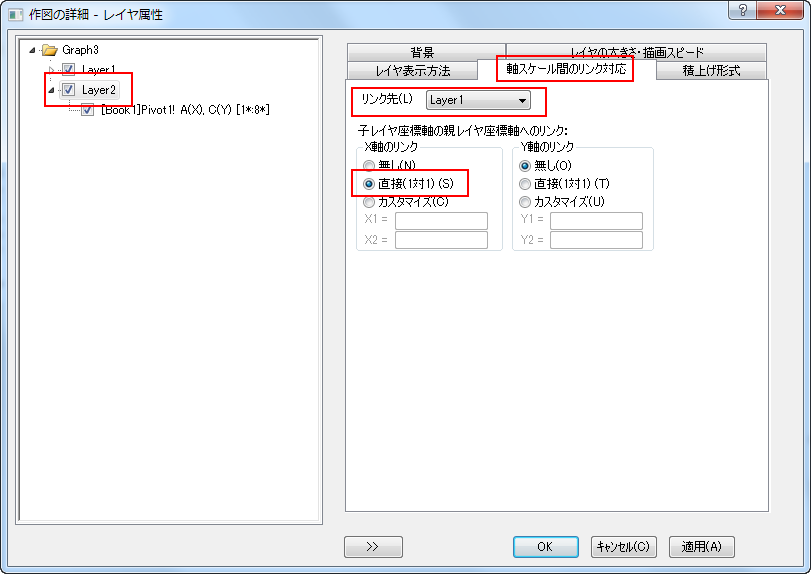 作図の詳細 - レイヤ属性
Graph3
Layer1
Layer2
[Book1]Pivot1! A(X), C(Y) [1*:8*]
背景
レイヤの大きさ・描画スピード
レイヤ表示方法
軸スケール間のリンク対応
積上げ形式
リンク先(L)
Layer1
子レイヤ座標軸の親レイヤ座標軸へのリンク:
X軸のリンク
無し(N)
直接(1対1) (S)
カスタマイズ(C)
X1 =
X2 =
Y軸のリンク
無し(O)
直接(1対1) (T)
カスタマイズ(U)
Y1 =
Y2 =
>>
OK
ｷｬﾝｾﾙ(C)
適用(A)